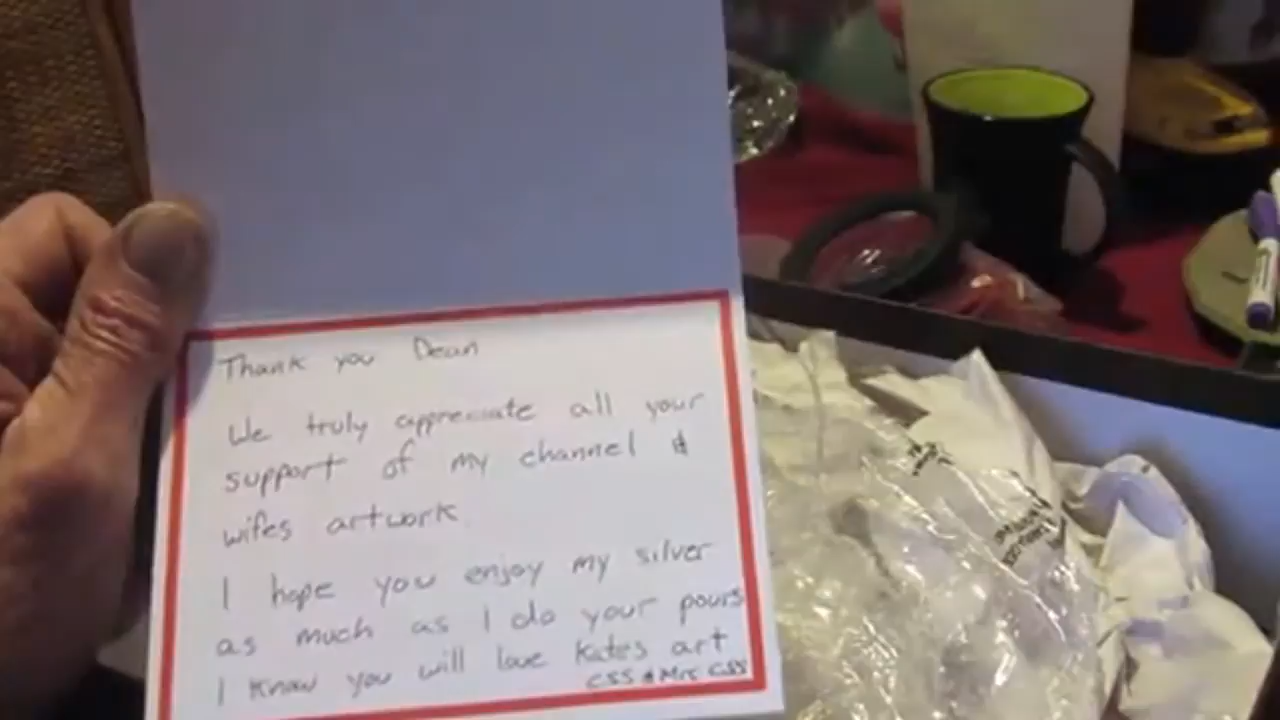 Thank you Dean
We truly appreciate all your
support of my channel &
wifes artwork
I hope you enjoy my silver
as much as I do your pours
I know you will love Kates art
CSS & Mrs CSS